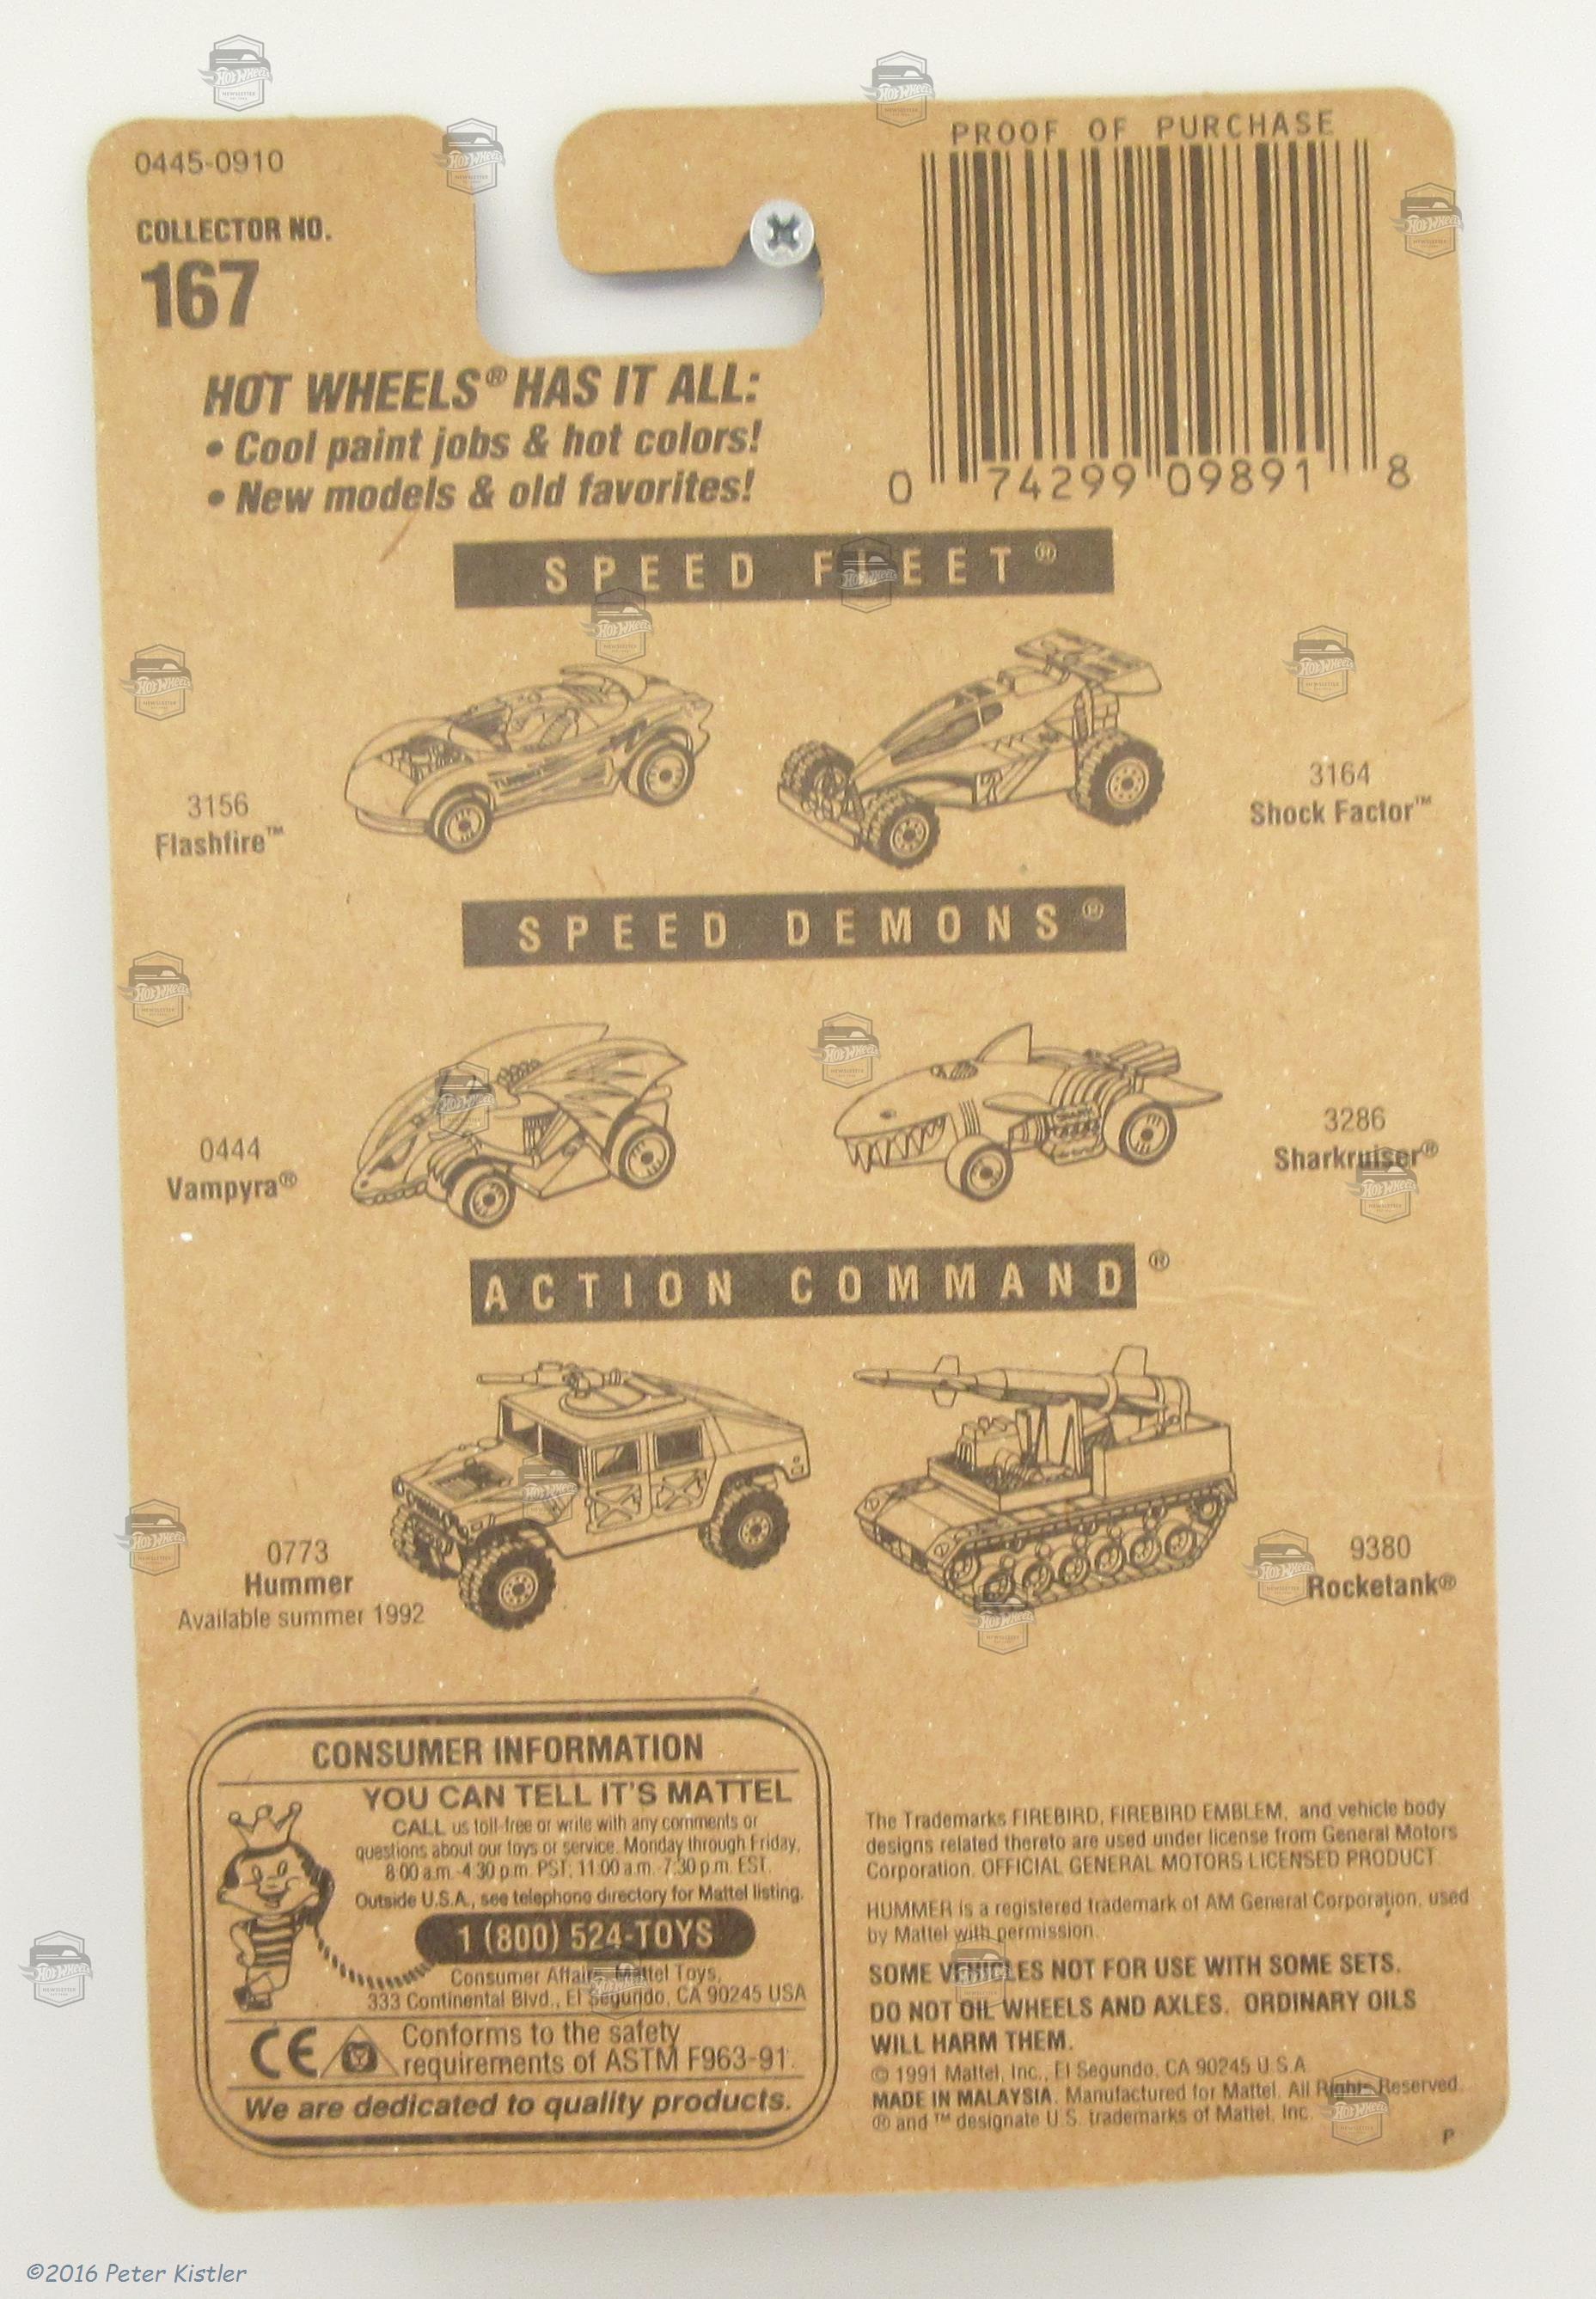 0445-0910
COLLECTOR NO.
167
PROOF OF PURCHASE
0 74299 09891 8
HOT WHEELS® HAS IT ALL:
• Cool paint jobs & hot colors!
• New models & old favorites!
SPEED FLEET®
3156
Flashfire™
3164
Shock Factor™
SPEED DEMONS®
0444
Vampyra®
3286
Sharkruiser®
ACTION COMMAND®
0773
Hummer
Available summer 1992
9380
Rocketank®
CONSUMER INFORMATION
YOU CAN TELL IT'S MATTEL
CALL us toll-free or write with any comments or
questions about our toys or service, Monday through Friday,
8:00 a.m.-4:30 p.m. PST; 11:00 a.m.-7:30 p.m. EST.
Outside U.S.A., see telephone directory for Mattel listing.
1 (800) 524-TOYS
Consumer Affairs, Mattel Toys,
333 Continental Blvd., El Segundo, CA 90245 USA
CE Conforms to the safety
requirements of ASTM F963-91.
We are dedicated to quality products.
The Trademarks FIREBIRD, FIREBIRD EMBLEM, and vehicle body
designs related thereto are used under license from General Motors
Corporation. OFFICIAL GENERAL MOTORS LICENSED PRODUCT
HUMMER is a registered trademark of AM General Corporation, used
by Mattel with permission.
SOME VEHICLES NOT FOR USE WITH SOME SETS.
DO NOT OIL WHEELS AND AXLES. ORDINARY OILS
WILL HARM THEM.
© 1991 Mattel, Inc., El Segundo, CA 90245 U.S.A.
MADE IN MALAYSIA. Manufactured for Mattel. All Rights Reserved.
® and ™ designate U.S. trademarks of Mattel, Inc.
P
©2016 Peter Kistler